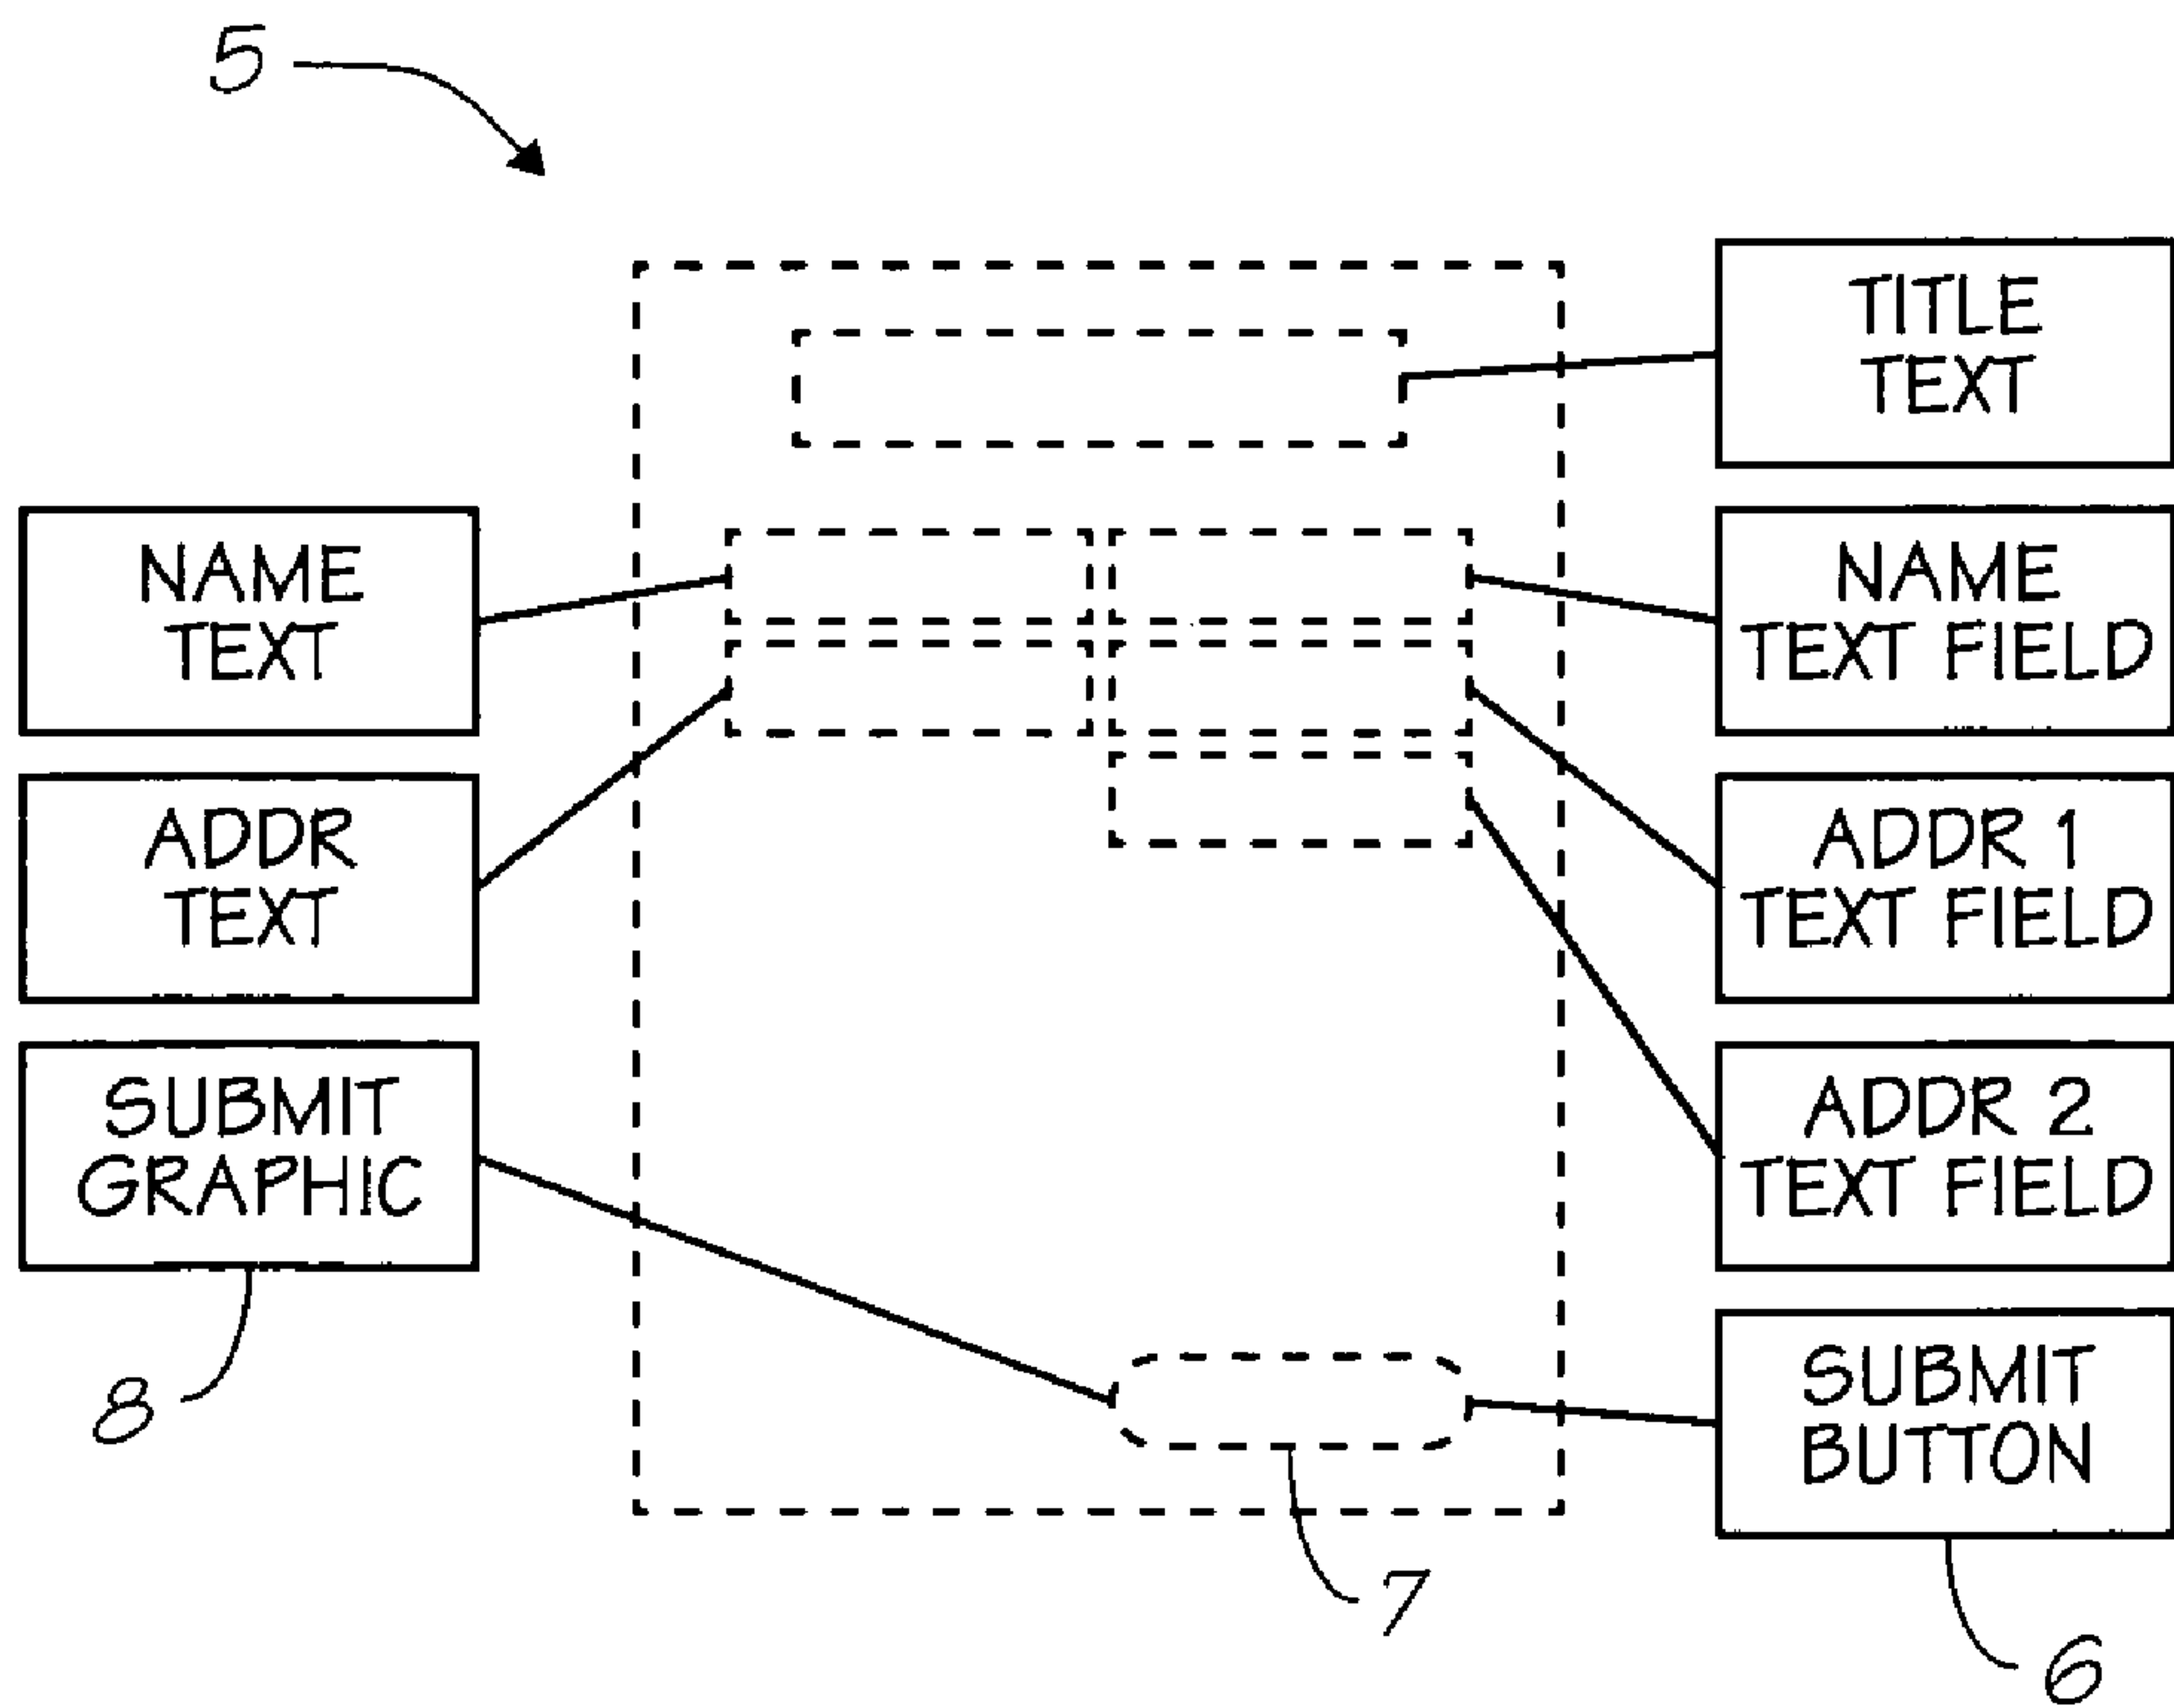 5
TITLE
TEXT
NAME
TEXT
NAME
TEXT FIELD
ADDR
TEXT
ADDR 1
TEXT FIELD
SUBMIT
GRAPHIC
ADDR 2
TEXT FIELD
SUBMIT
BUTTON
8
7
6